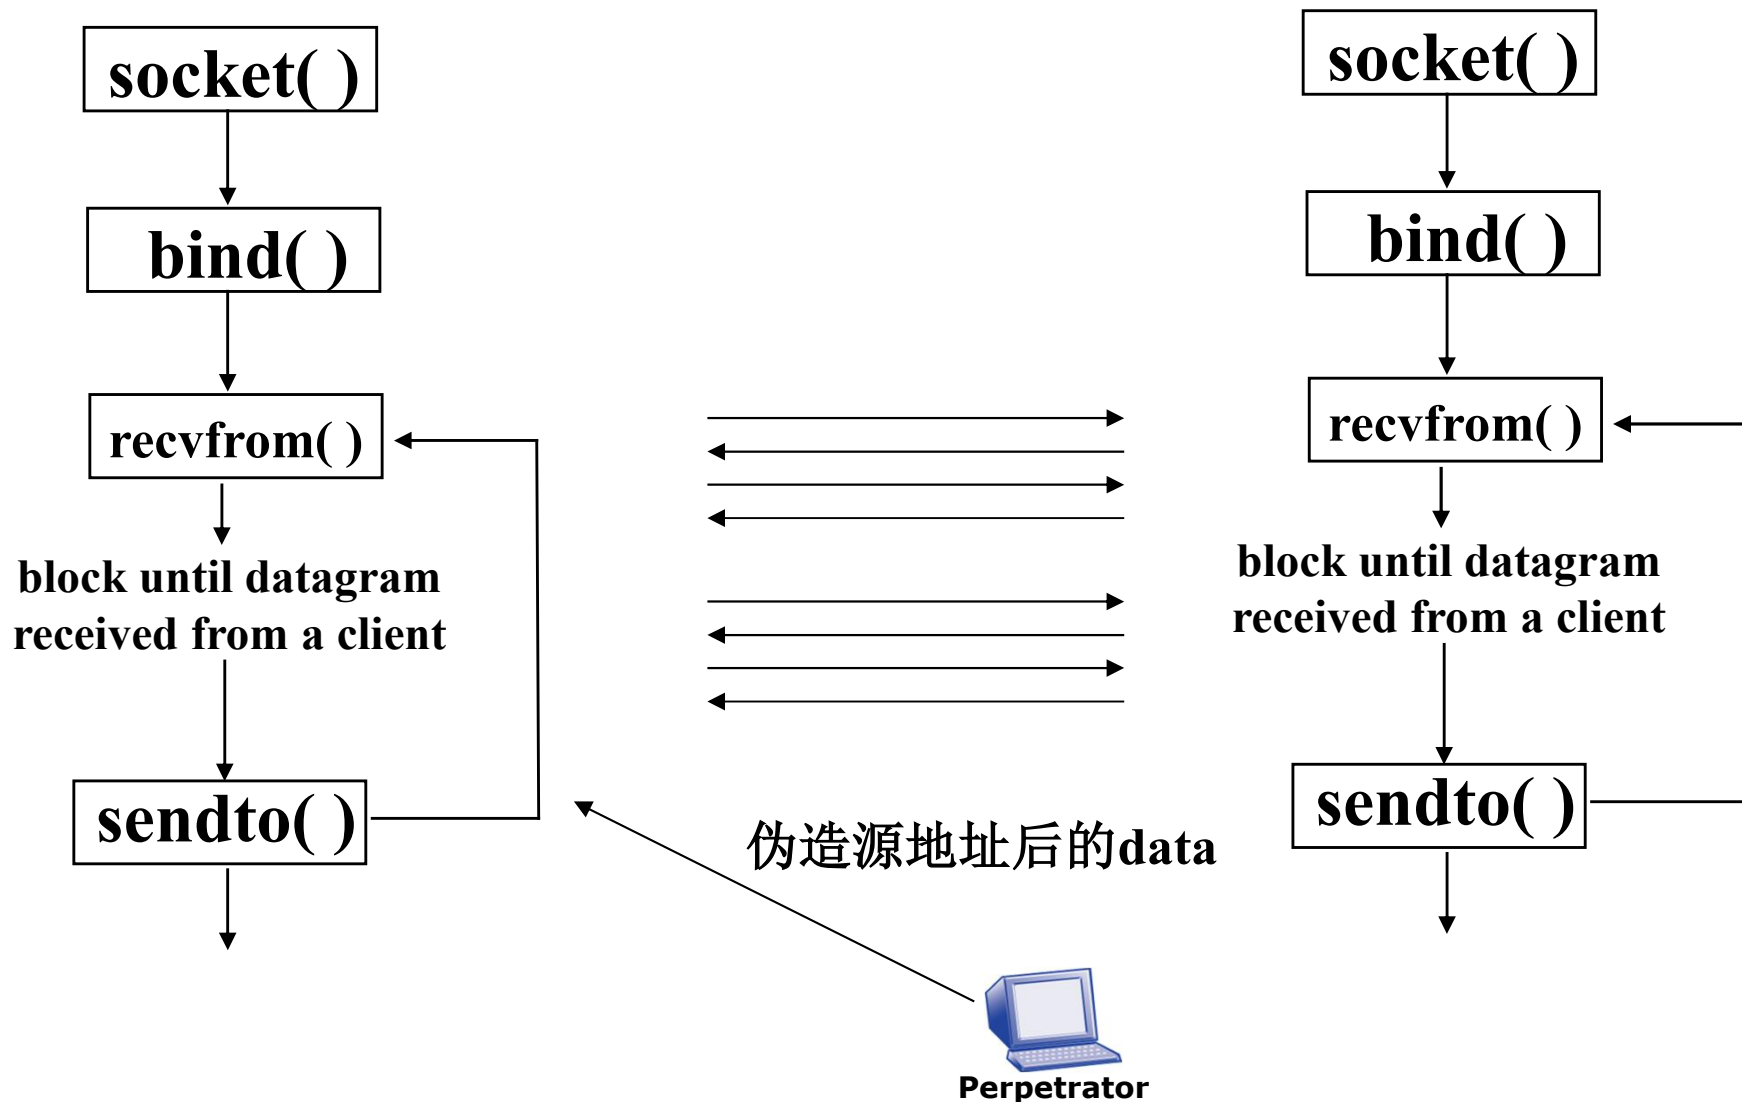 socket( )
bind( )
recvfrom( )
block until datagram
received from a client
sendto( )
socket( )
bind( )
recvfrom( )
block until datagram
received from a client
sendto( )
伪造源地址后的data
Perpetrator